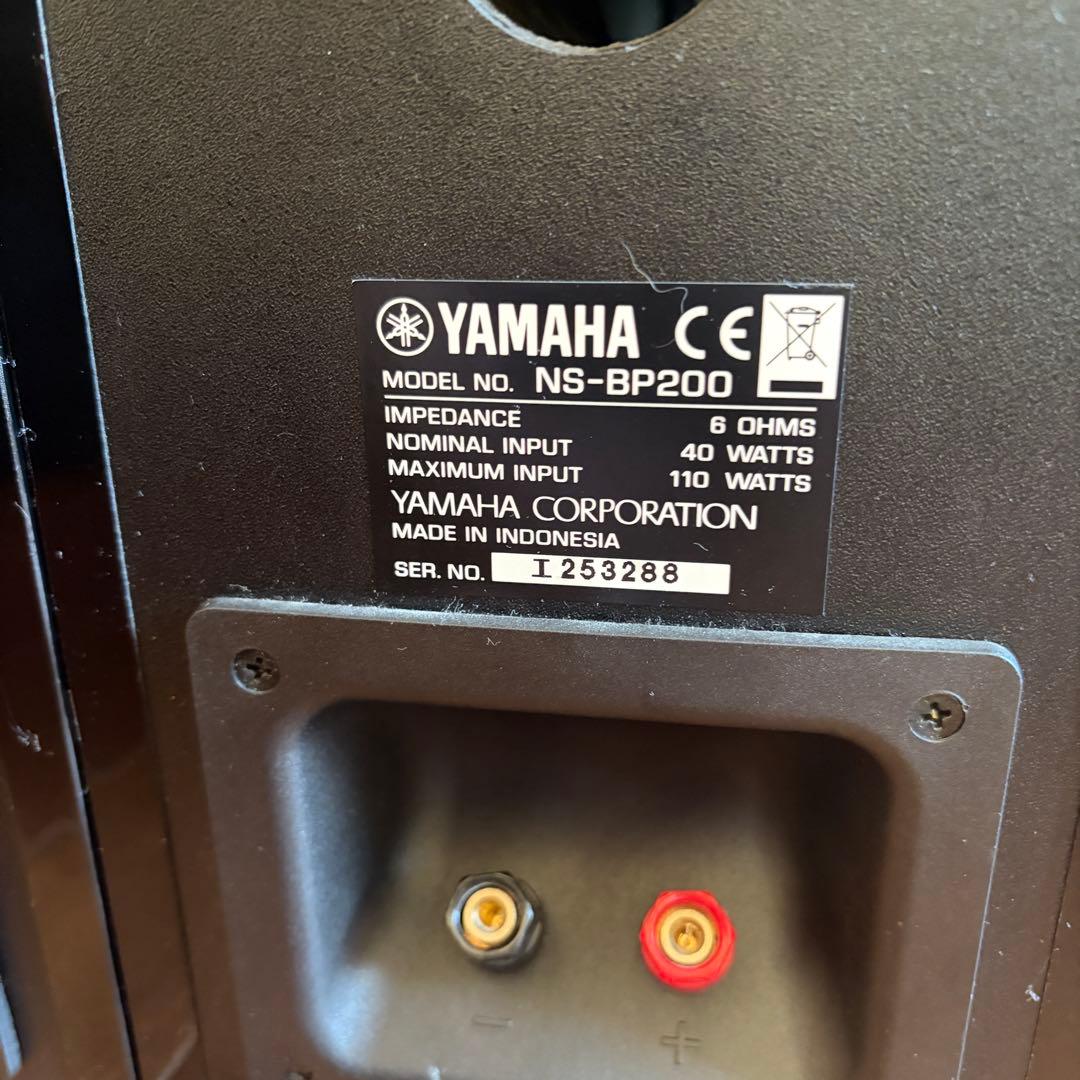 YAMAHA CE
MODEL NO. NS-BP200
IMPEDANCE 6 OHMS
NOMINAL INPUT 40 WATTS
MAXIMUM INPUT 110 WATTS
YAMAHA CORPORATION
MADE IN INDONESIA
SER. NO. I253288
− +